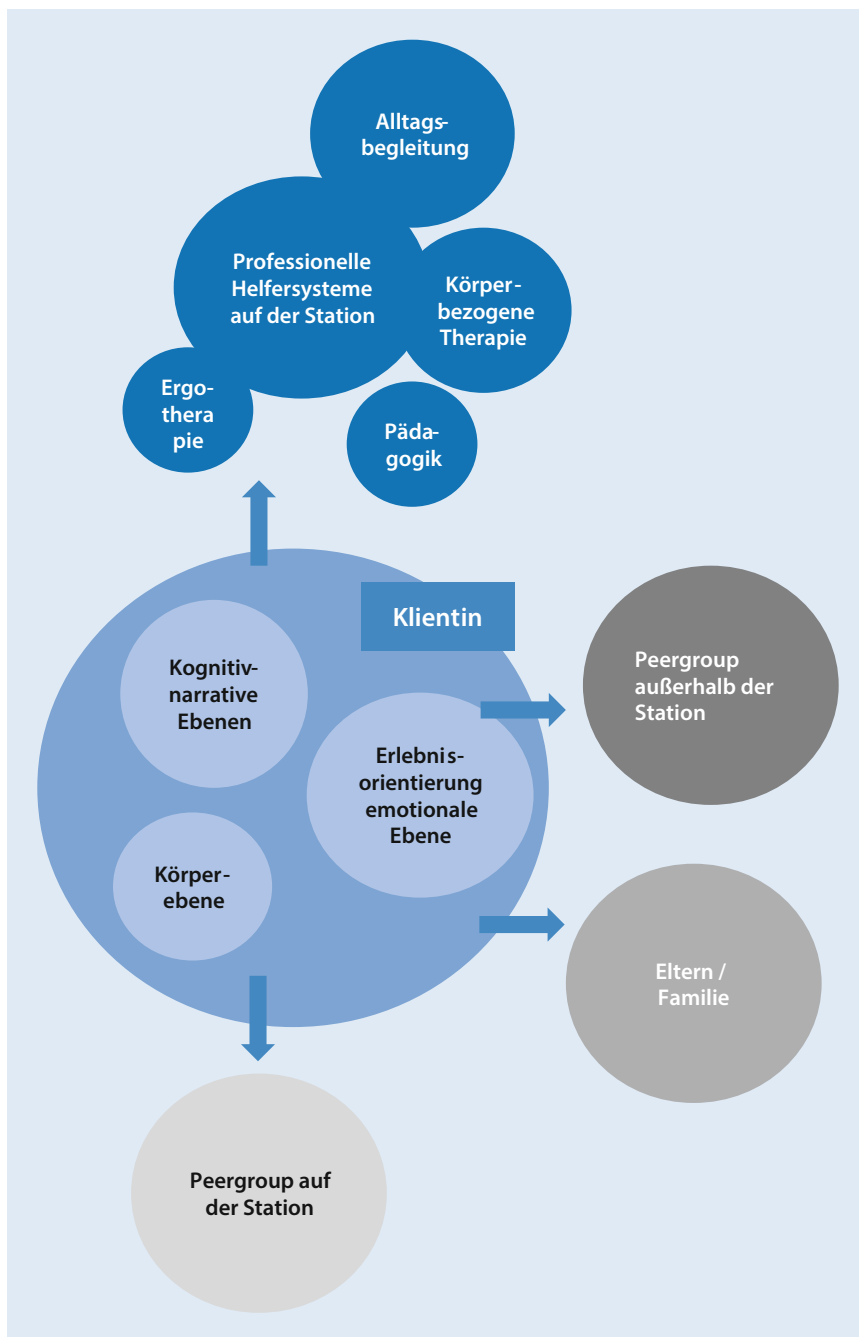 Alltags-
begleitung
Professionelle
Helfersysteme
auf der Station
Körper-
bezogene
Therapie
Ergo-
thera
pie
Päda-
gogik
Klientin
Kognitiv-
narrative
Ebenen
Erlebnis-
orientierung
emotionale
Ebene
Körper-
ebene
Peergroup
außerhalb der
Station
Eltern /
Familie
Peergroup auf
der Station